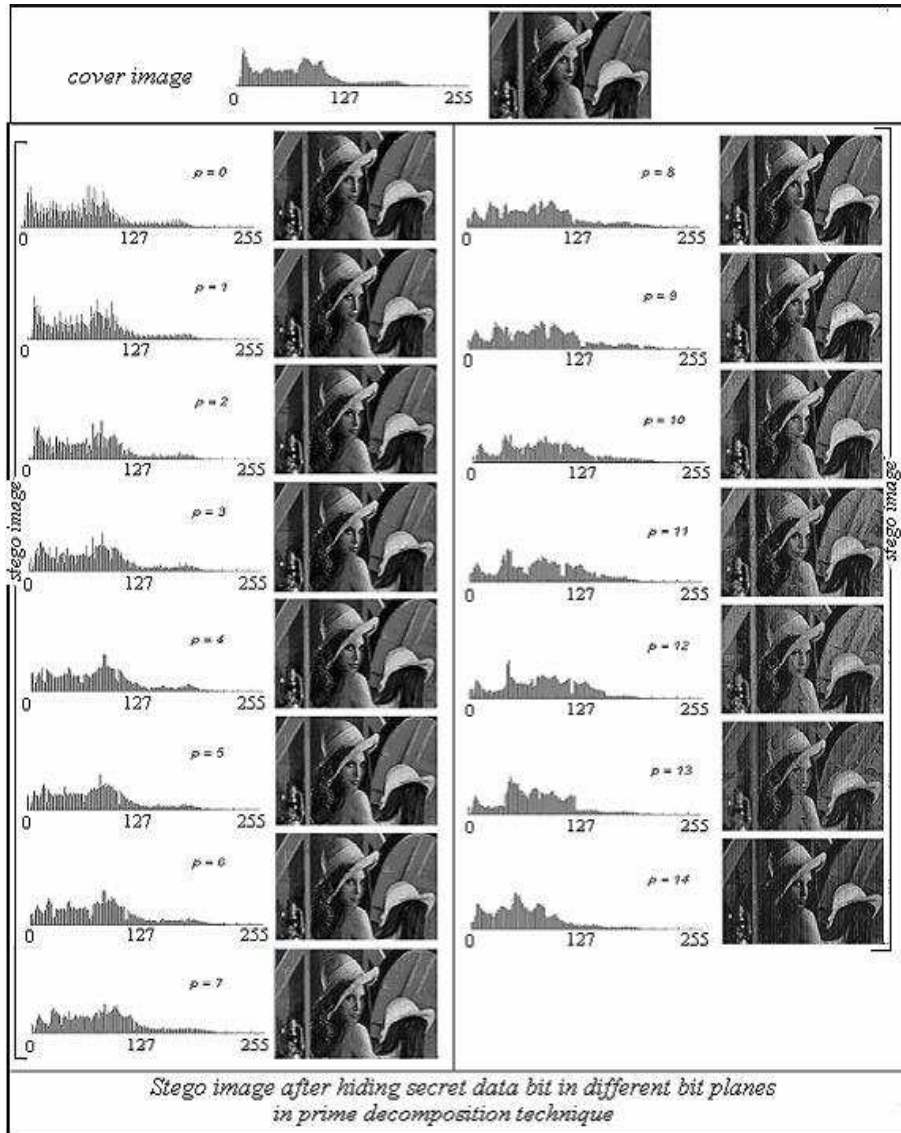 cover image
0 127 255
stego image
p = 0
0 127 255
p = 1
0 127 255
p = 2
0 127 255
p = 3
0 127 255
p = 4
0 127 255
p = 5
0 127 255
p = 6
0 127 255
p = 7
0 127 255
p = 8
0 127 255
p = 9
0 127 255
p = 10
0 127 255
p = 11
0 127 255
p = 12
0 127 255
p = 13
0 127 255
p = 14
0 127 255
stego image
Stego image after hiding secret data bit in different bit planes
in prime decomposition technique